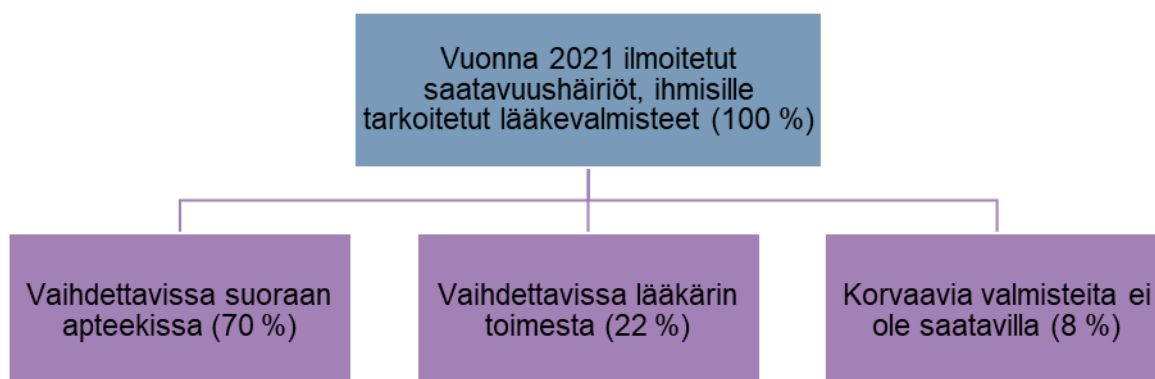 Vuonna 2021 ilmoitetut
saatavuushäiriöt, ihmisille
tarkoitetut lääkevalmisteet (100 %)
Vaihdettavissa suoraan
apteekissa (70 %)
Vaihdettavissa lääkärin
toimesta (22 %)
Korvaavia valmisteita ei
ole saatavilla (8 %)